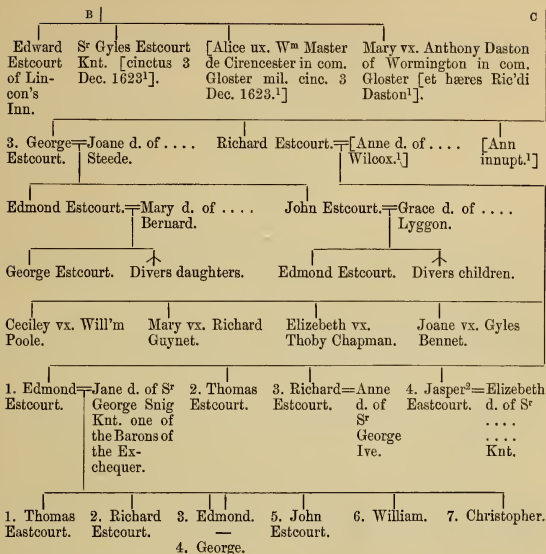 B C
Edward
Estcourt
of Lin-
con's
Inn.
Sr Gyles Estcourt
Knt. [cinctus 3
Dec. 1623¹].
[Alice ux. Wm Master
de Cirencester in com.
Gloster mil. cinc. 3
Dec. 1623.¹]
Mary vx. Anthony Daston
of Wormington in com.
Gloster [et hæres Ric'di
Daston¹].
3. George=Joane d. of ....
Estcourt. Steede.
Richard Estcourt.=[Anne d. of ....
Wilcox.¹]
[Ann
innupt.¹]
Edmond Estcourt.=Mary d. of ....
Bernard.
John Estcourt.=Grace d. of ....
Lyggon.
George Estcourt. Divers daughters. Edmond Estcourt. Divers children.
Ceciley vx. Will'm
Poole.
Mary vx. Richard
Guynet.
Elizebeth vx.
Thoby Chapman.
Joane vx. Gyles
Bennet.
1. Edmond=Jane d. of Sr
Estcourt. George Snig
Knt. one of
the Barons of
the Ex-
chequer.
2. Thomas
Estcourt.
3. Richard=Anne
Estcourt. d. of
Sr
George
Ive.
4. Jasper²=Elizebeth
Eastcourt. d. of Sr
....
....
Knt.
1. Thomas
Eastcourt.
2. Richard
Estcourt.
3. Edmond.
—
4. George.
5. John
Estcourt.
6. William.
7. Christopher.